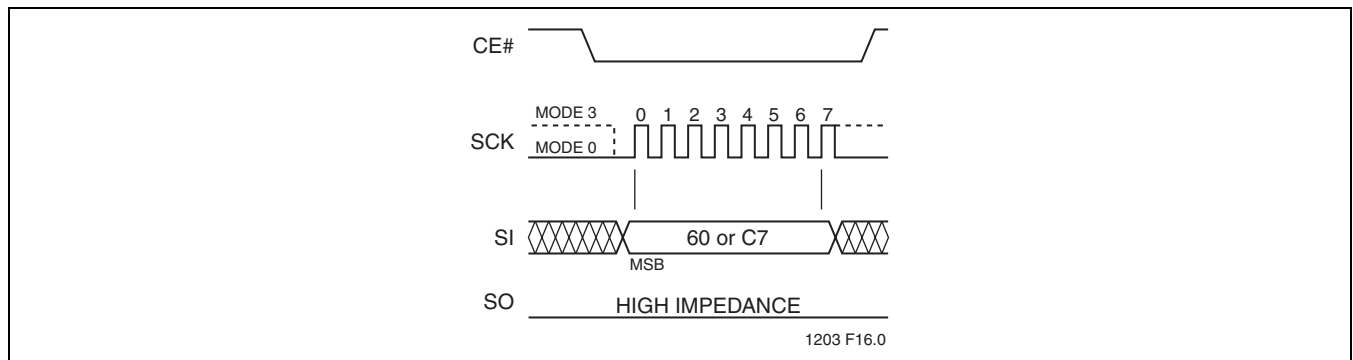 CE#
MODE 3 0 1 2 3 4 5 6 7
SCK
MODE 0
SI 60 or C7
MSB
SO HIGH IMPEDANCE
1203 F16.0